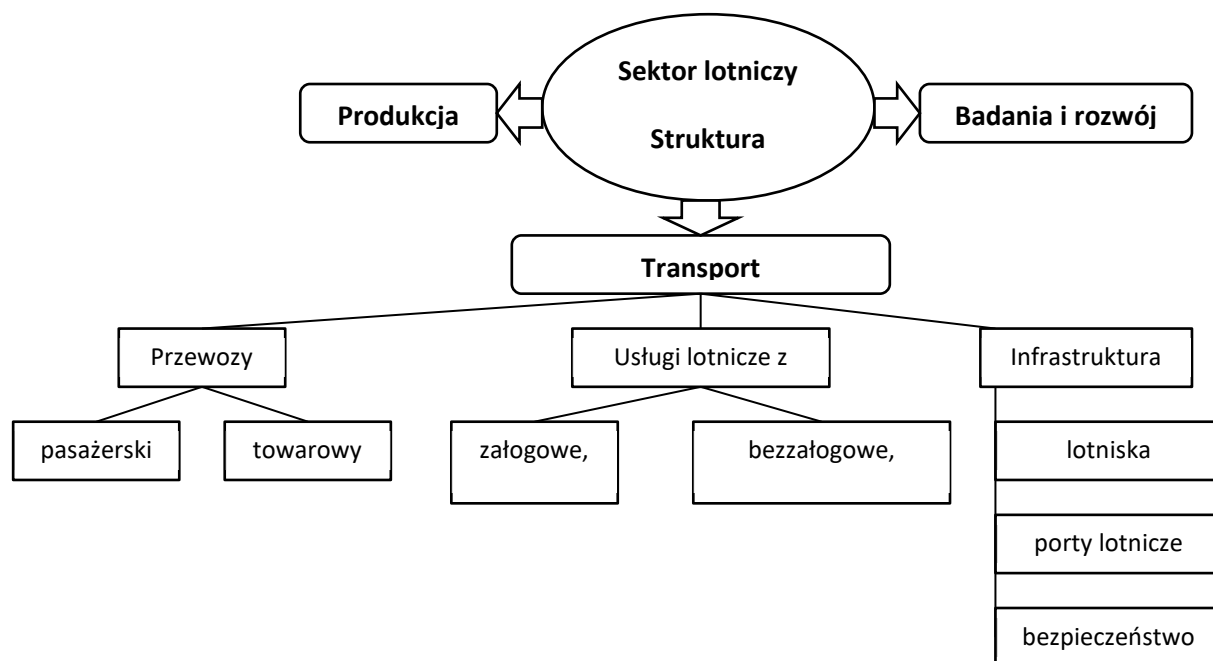 Sektor lotniczy
Struktura
Produkcja
Badania i rozwój
Transport
Przewozy
Usługi lotnicze z
Infrastruktura
pasażerski
towarowy
załogowe,
bezzałogowe,
lotniska
porty lotnicze
bezpieczeństwo